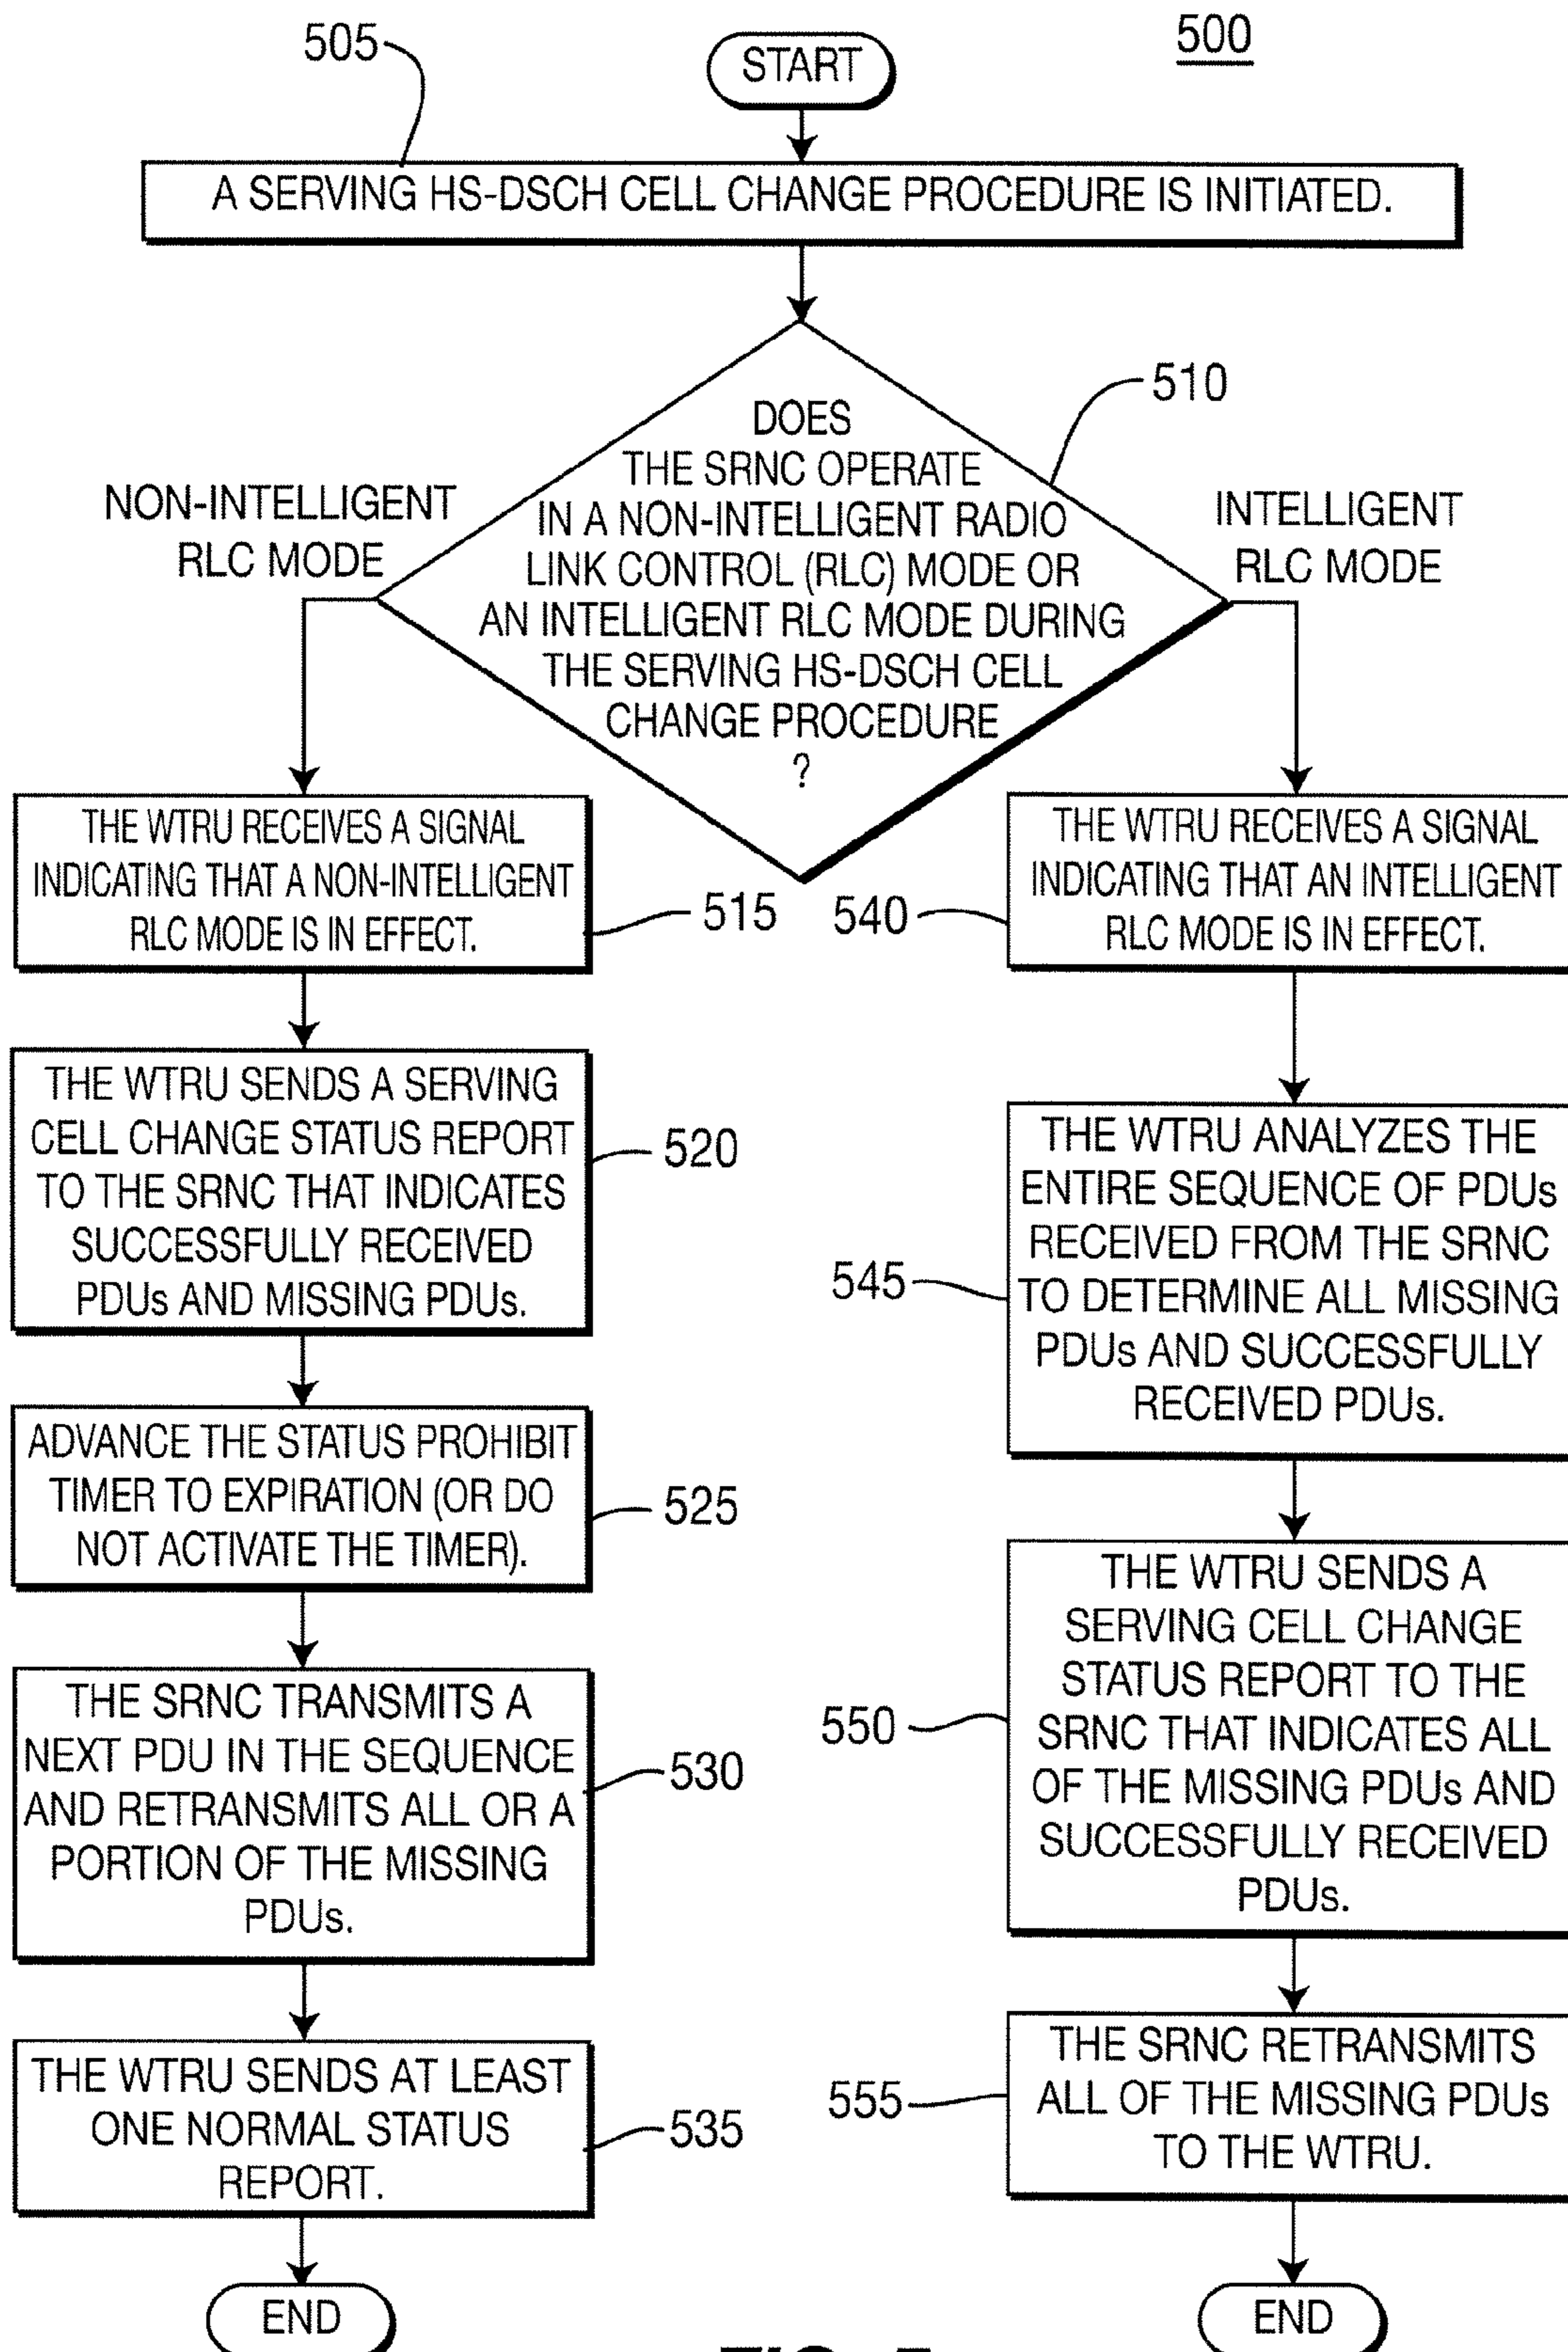 505
START
500
A SERVING HS-DSCH CELL CHANGE PROCEDURE IS INITIATED.
510
DOES
THE SRNC OPERATE
IN A NON-INTELLIGENT RADIO
LINK CONTROL (RLC) MODE OR
AN INTELLIGENT RLC MODE DURING
THE SERVING HS-DSCH CELL
CHANGE PROCEDURE
?
NON-INTELLIGENT
RLC MODE
INTELLIGENT
RLC MODE
THE WTRU RECEIVES A SIGNAL
INDICATING THAT A NON-INTELLIGENT
RLC MODE IS IN EFFECT.
515
THE WTRU SENDS A SERVING
CELL CHANGE STATUS REPORT
TO THE SRNC THAT INDICATES
SUCCESSFULLY RECEIVED
PDUs AND MISSING PDUs.
520
ADVANCE THE STATUS PROHIBIT
TIMER TO EXPIRATION (OR DO
NOT ACTIVATE THE TIMER).
525
THE SRNC TRANSMITS A
NEXT PDU IN THE SEQUENCE
AND RETRANSMITS ALL OR A
PORTION OF THE MISSING
PDUs.
530
THE WTRU SENDS AT LEAST
ONE NORMAL STATUS
REPORT.
535
END
540
THE WTRU RECEIVES A SIGNAL
INDICATING THAT AN INTELLIGENT
RLC MODE IS IN EFFECT.
545
THE WTRU ANALYZES THE
ENTIRE SEQUENCE OF PDUs
RECEIVED FROM THE SRNC
TO DETERMINE ALL MISSING
PDUs AND SUCCESSFULLY
RECEIVED PDUs.
550
THE WTRU SENDS A
SERVING CELL CHANGE
STATUS REPORT TO THE
SRNC THAT INDICATES ALL
OF THE MISSING PDUs AND
SUCCESSFULLY RECEIVED
PDUs.
555
THE SRNC RETRANSMITS
ALL OF THE MISSING PDUs
TO THE WTRU.
END